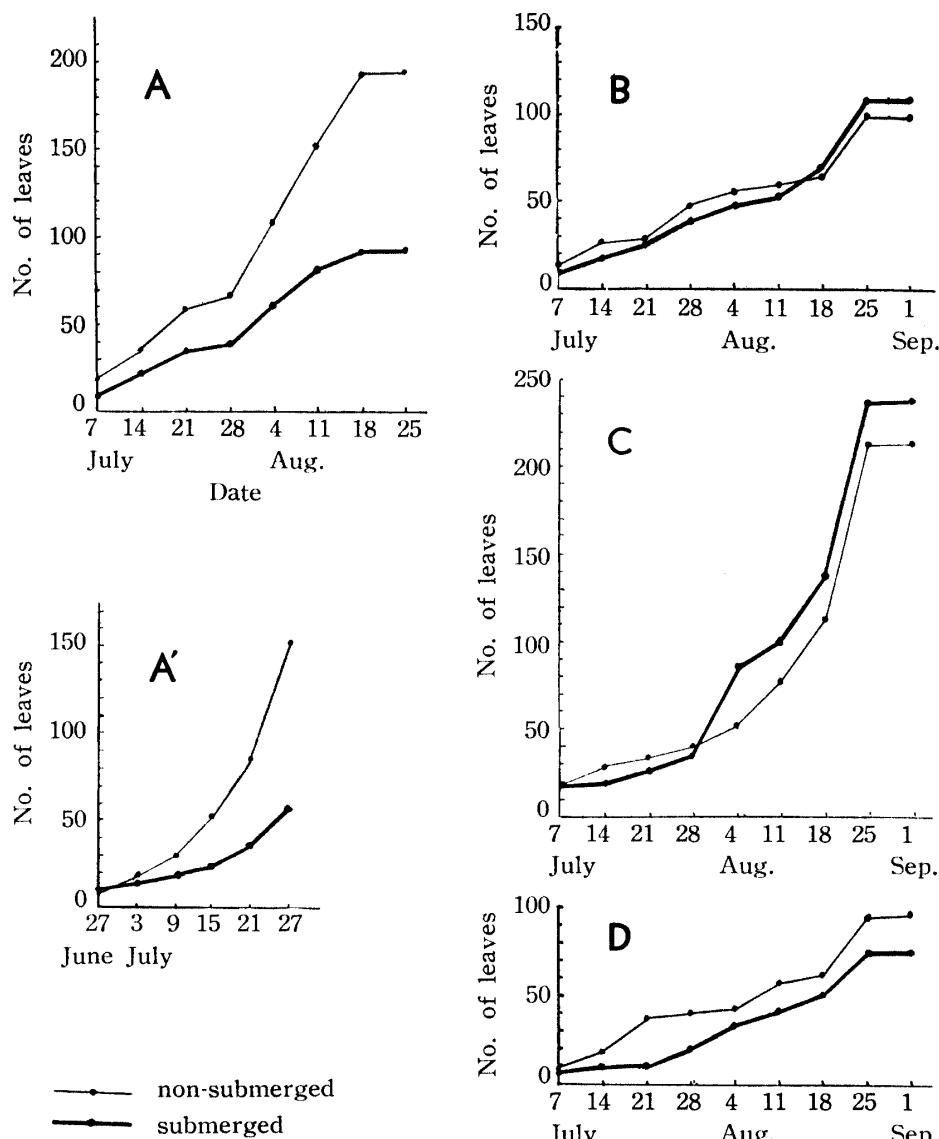 A
No. of leaves
200
150
100
50
0
7 14 21 28 4 11 18 25
July Aug.
Date
A′
No. of leaves
150
100
50
0
27 3 9 15 21 27
June July
non-submerged
submerged
B
No. of leaves
150
100
50
0
7 14 21 28 4 11 18 25 1
July Aug. Sep.
C
No. of leaves
250
200
150
100
50
0
7 14 21 28 4 11 18 25 1
July Aug. Sep.
D
No. of leaves
100
50
0
7 14 21 28 4 11 18 25 1
July Aug. Sep.